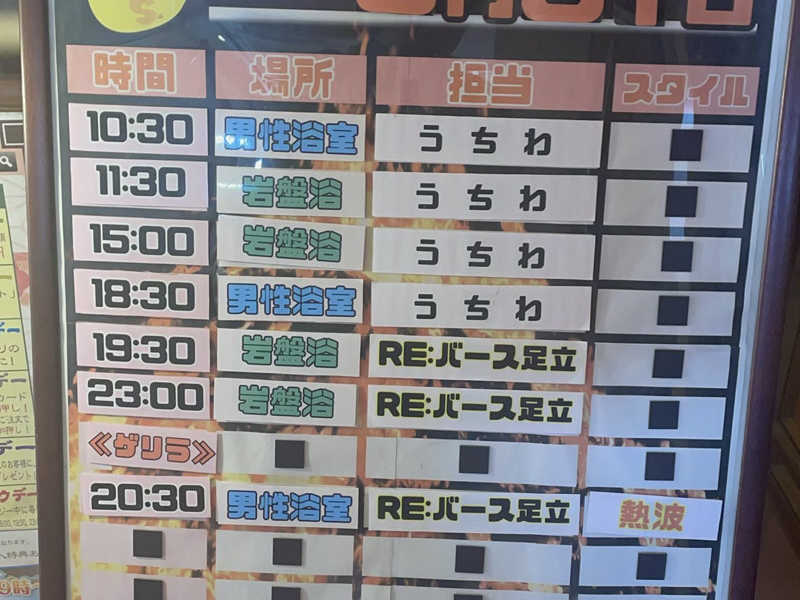 時間 場所 担当 スタイル
10:30 男性浴室 うちわ ■
11:30 岩盤浴 うちわ ■
15:00 岩盤浴 うちわ ■
18:30 男性浴室 うちわ ■
19:30 岩盤浴 RE:バース足立 ■
23:00 岩盤浴 RE:バース足立 ■
≪ゲリラ≫ ■ ■ ■
20:30 男性浴室 RE:バース足立 熱波
■ ■ ■ ■
■ ■ ■